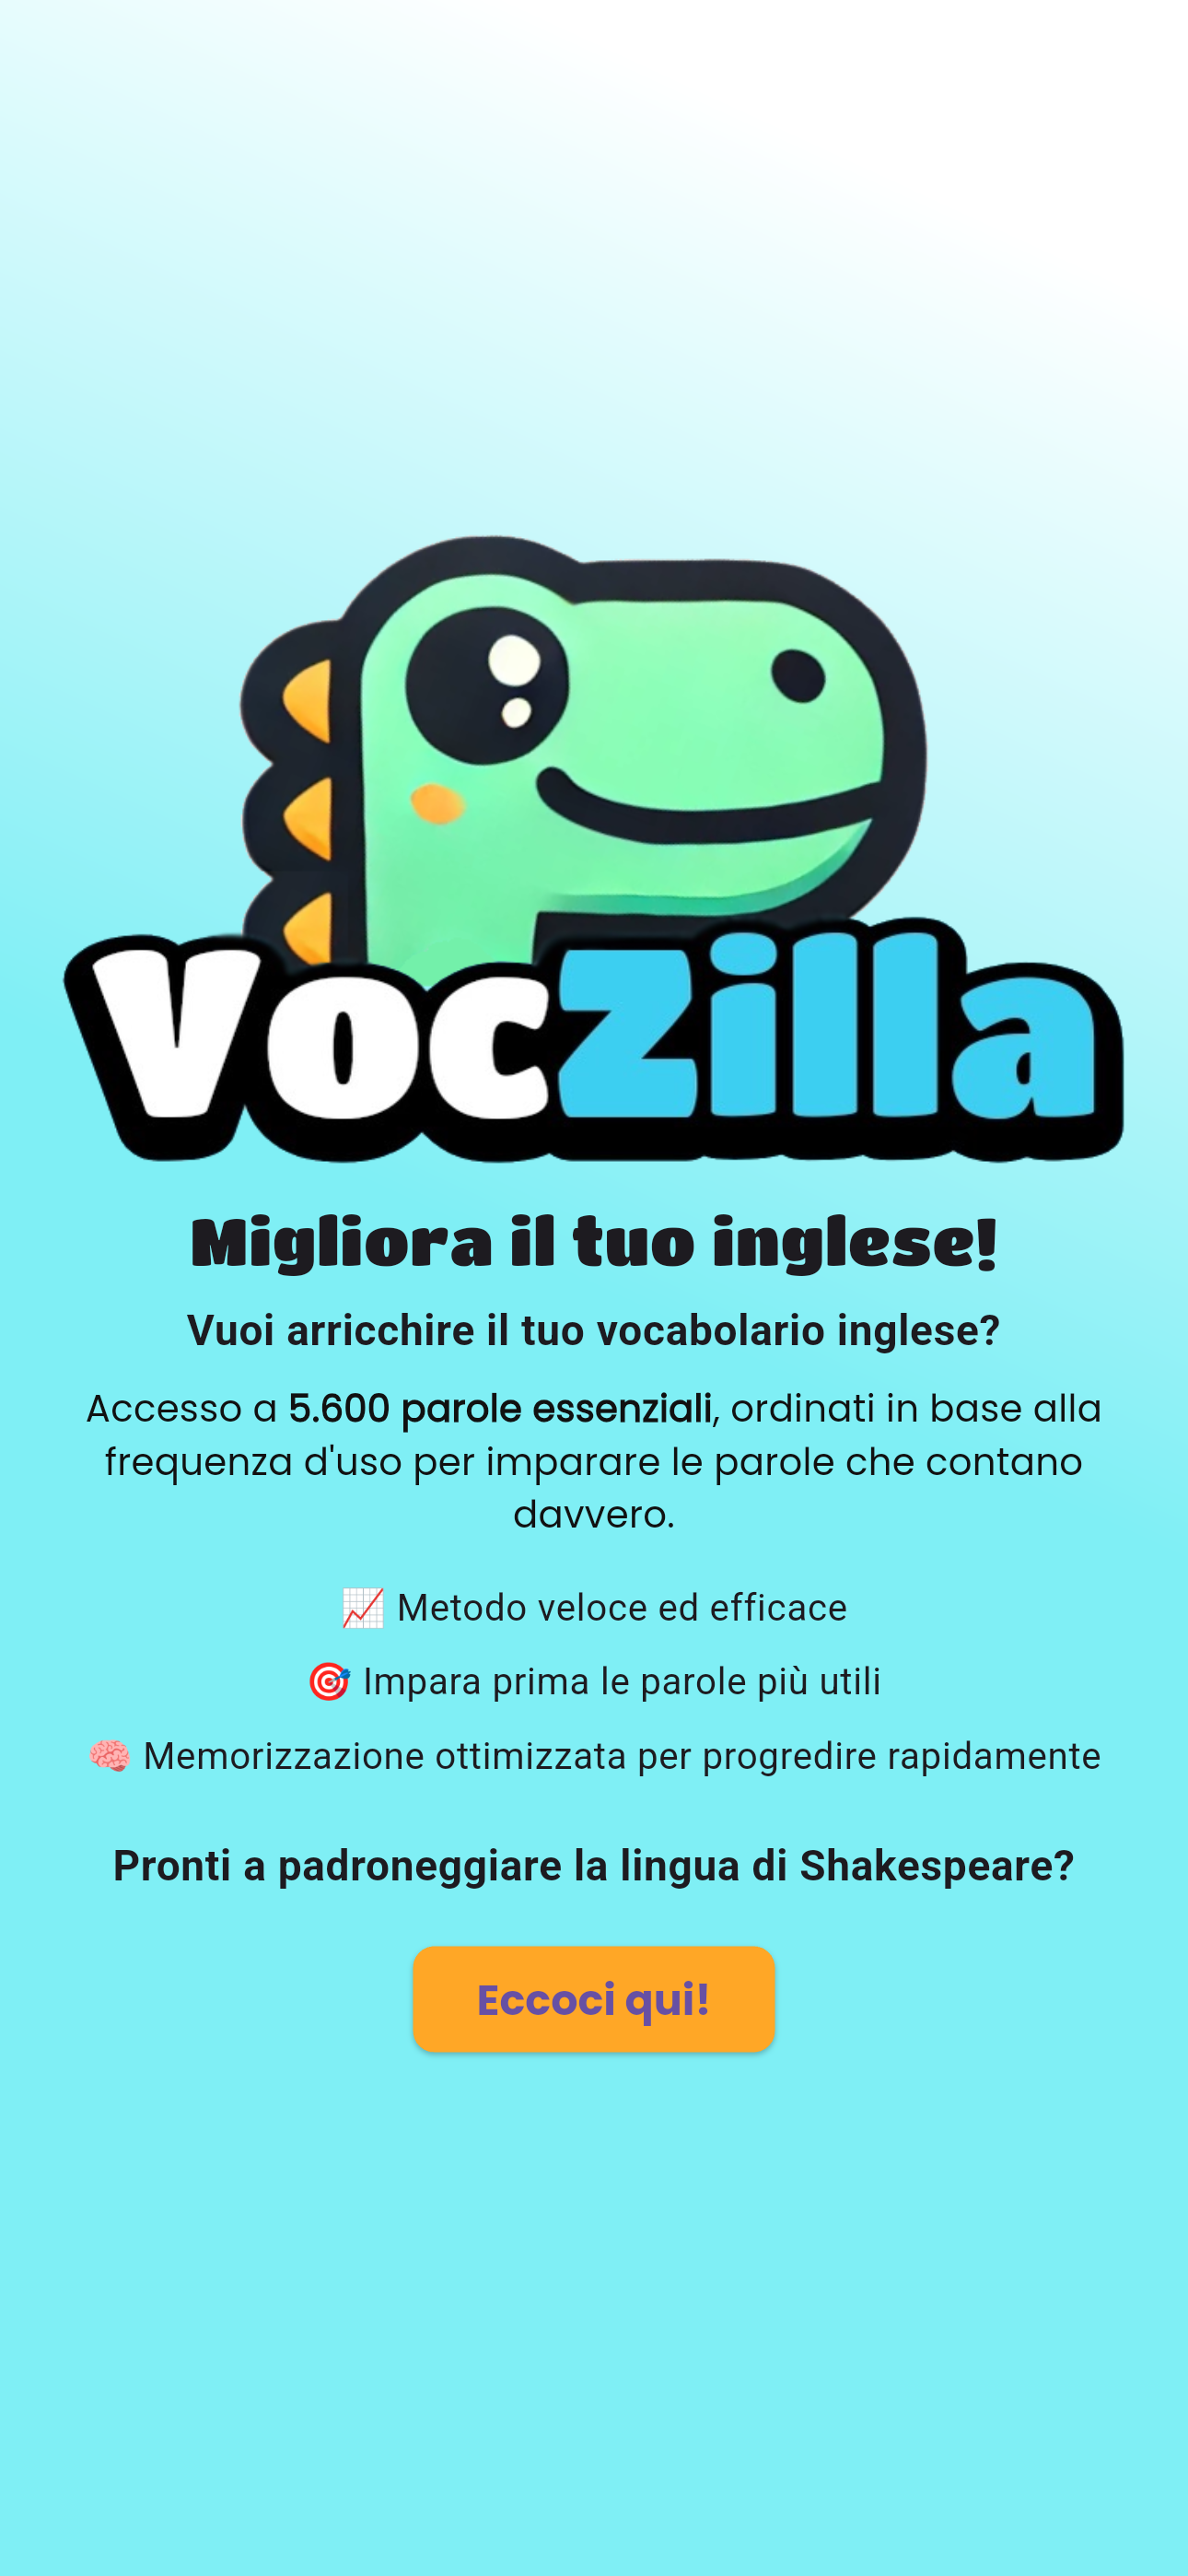 VocZilla
Migliora il tuo inglese!
Vuoi arricchire il tuo vocabolario inglese?
Accesso a 5.600 parole essenziali, ordinati in base alla
frequenza d'uso per imparare le parole che contano
davvero.
📈 Metodo veloce ed efficace
🎯 Impara prima le parole più utili
🧠 Memorizzazione ottimizzata per progredire rapidamente
Pronti a padroneggiare la lingua di Shakespeare?
Eccoci qui!